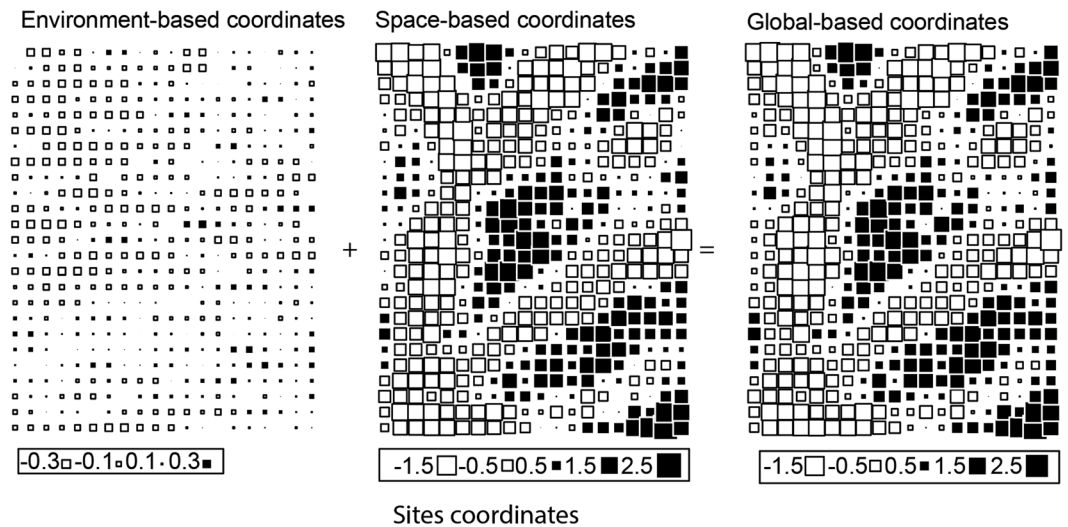 Environment-based coordinates
Space-based coordinates
Global-based coordinates
+
=
-0.3 -0.1 0.1 0.3
-1.5 -0.5 0.5 1.5 2.5
-1.5 -0.5 0.5 1.5 2.5
Sites coordinates